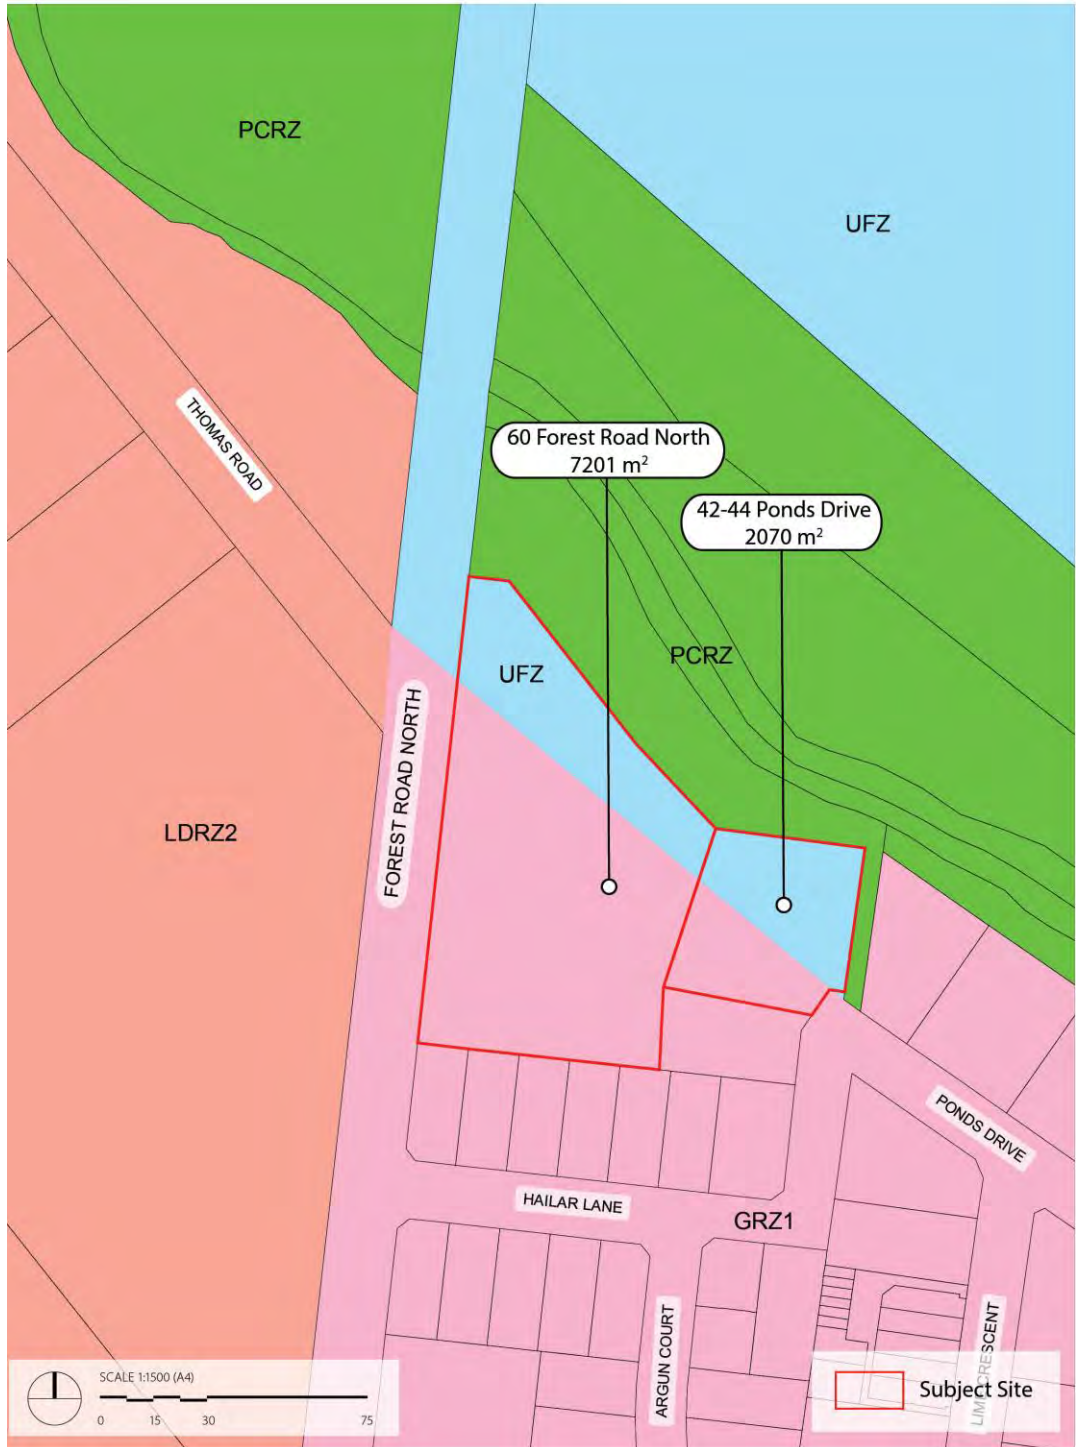 PCRZ
UFZ
THOMAS ROAD
60 Forest Road North
7201 m²
42-44 Ponds Drive
2070 m²
UFZ
PCRZ
FOREST ROAD NORTH
LDRZ2
PONDS DRIVE
HAILAR LANE
GRZ1
ARGUN COURT
LIME CRESCENT
SCALE 1:1500 (A4)
0 15 30 75
Subject Site